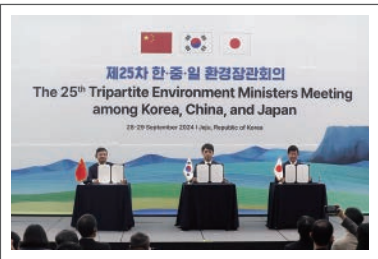 제25차 한·중·일 환경장관회의
The 25th Tripartite Environment Ministers Meeting
among Korea, China, and Japan
28-29 September 2024 I Jeju, Republic of Korea